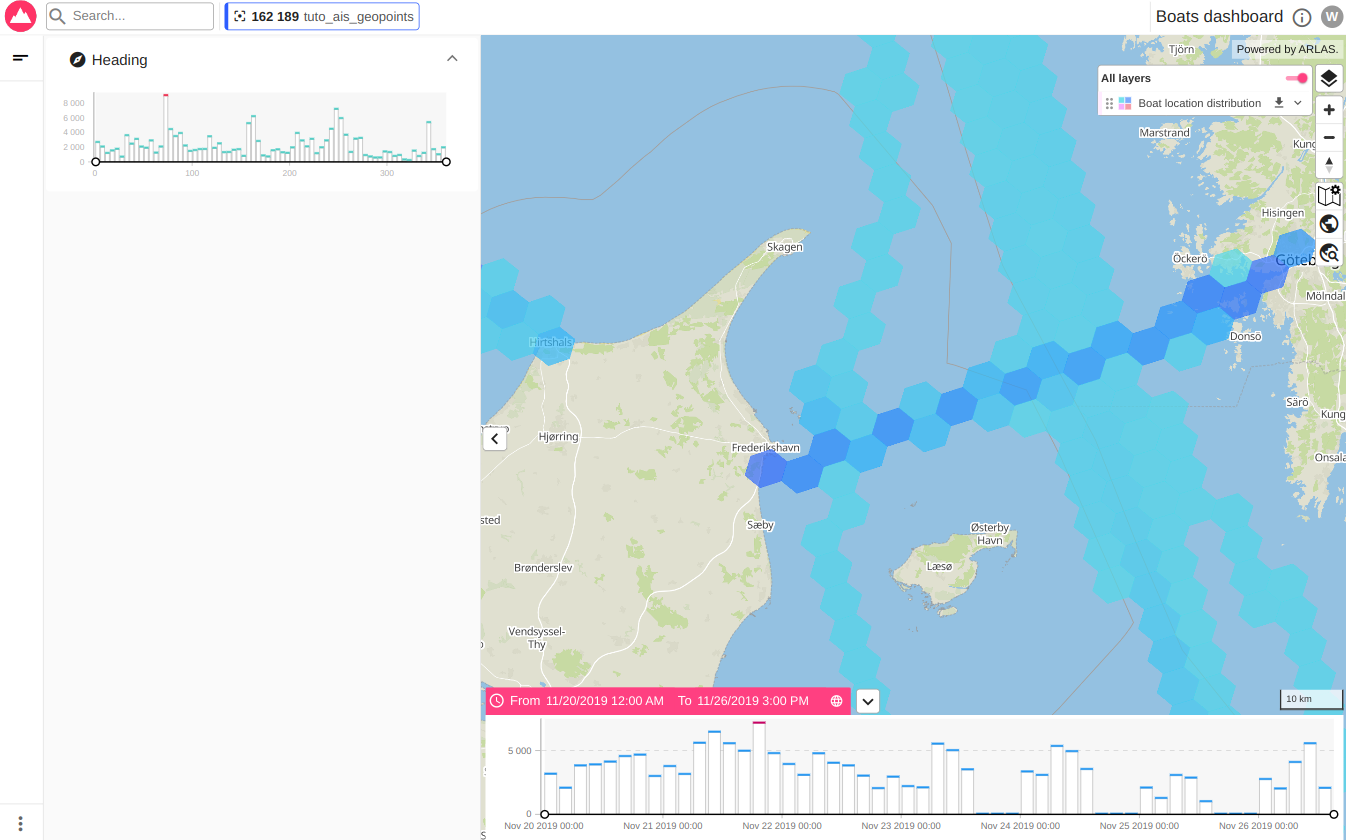 Search...
162 189 tuto_ais_geopoints
Boats dashboard
W
Heading
8 000
6 000
4 000
2 000
0
0 100 200 300
Powered by ARLAS.
All layers
Boat location distribution
Tjörn
Marstrand
Kung
Hisingen
Skagen
Öckerö
Göteb
Mölndal
Hirtshals
Donsö
Särö
Kung
Hjørring
Frederikshavn
Onsala
sted
Sæby
Østerby
Havn
Læsø
Brønderslev
Vendsyssel-
Thy
From 11/20/2019 12:00 AM To 11/26/2019 3:00 PM
10 km
5 000
0
Nov 20 2019 00:00 Nov 21 2019 00:00 Nov 22 2019 00:00 Nov 23 2019 00:00 Nov 24 2019 00:00 Nov 25 2019 00:00 Nov 26 2019 00:00